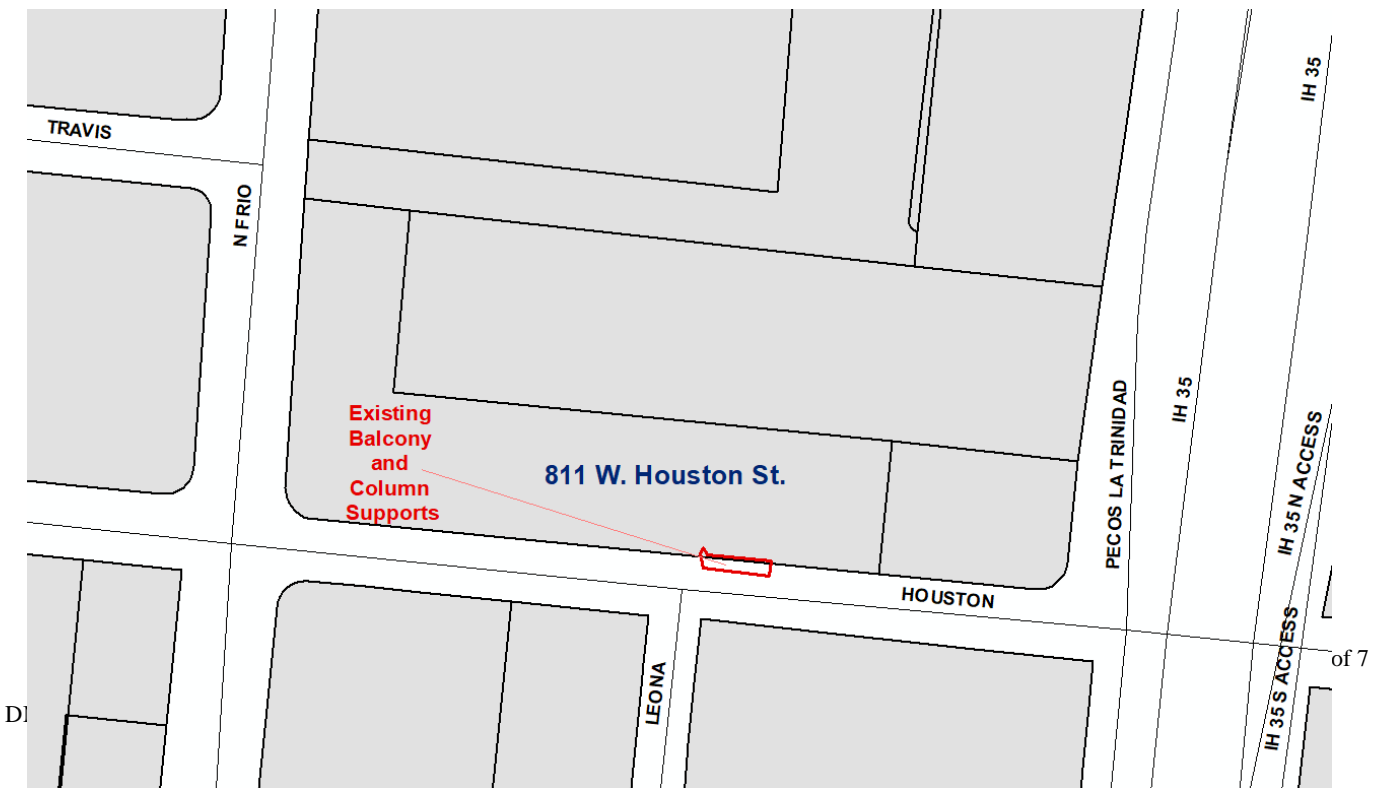 IH 35
TRAVIS
N FRIO
Existing
Balcony
and
Column
Supports
811 W. Houston St.
PECOS LA TRINIDAD
IH 35
IH 35 N ACCESS
HOUSTON
LEONA
IH 35 S ACCESS
of 7